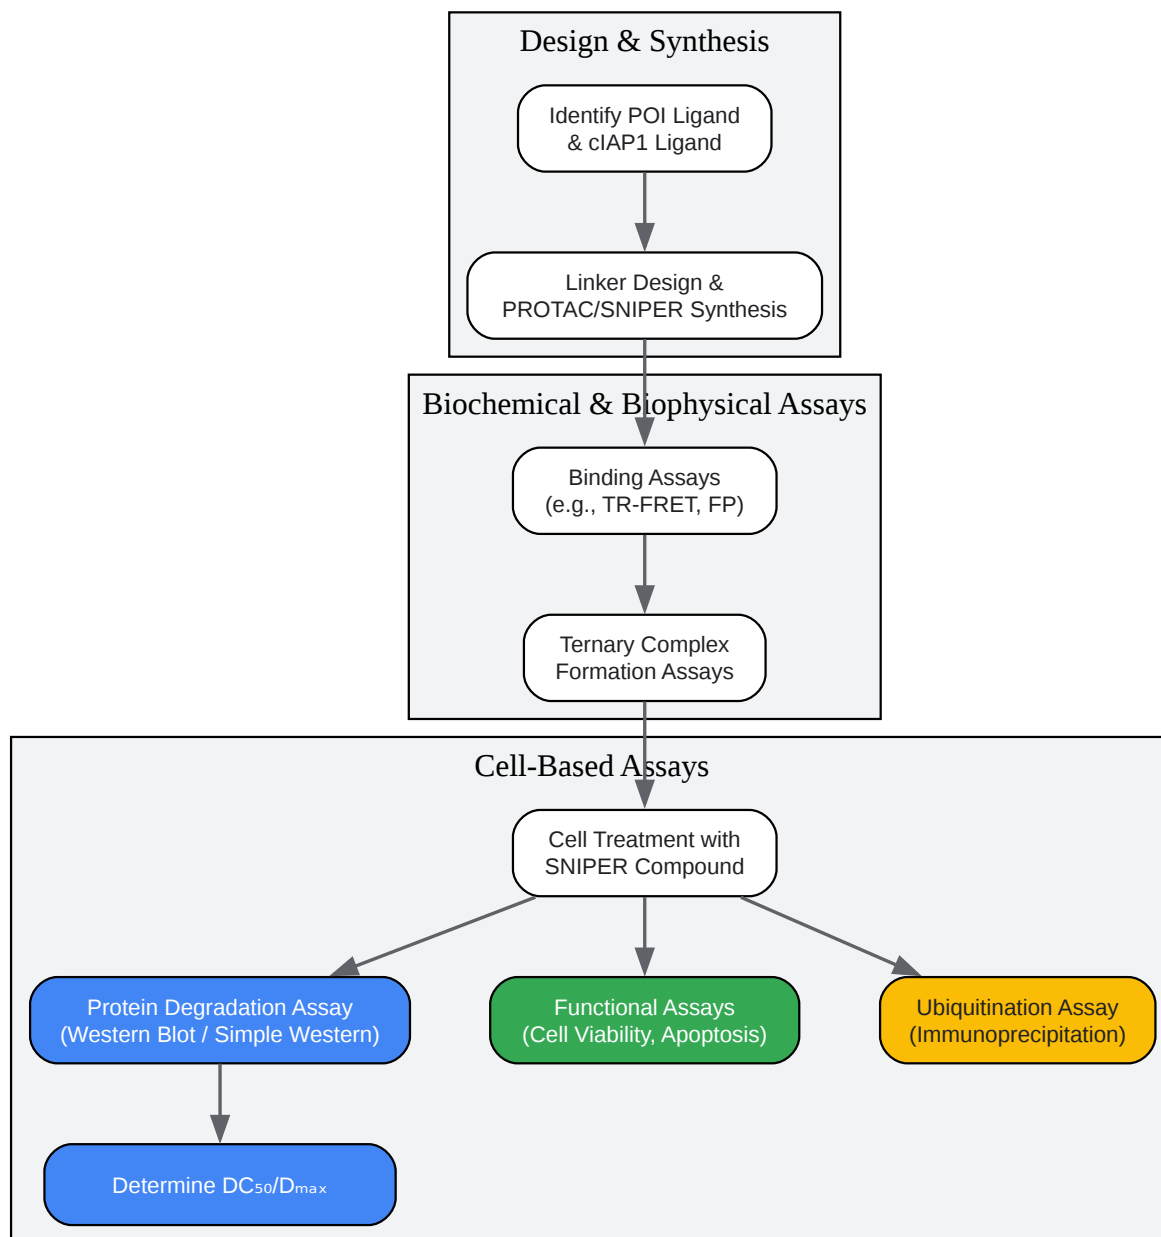 Design & Synthesis
Identify POI Ligand
& cIAP1 Ligand
Linker Design &
PROTAC/SNIPER Synthesis
Biochemical & Biophysical Assays
Binding Assays
(e.g., TR-FRET, FP)
Ternary Complex
Formation Assays
Cell-Based Assays
Cell Treatment with
SNIPER Compound
Protein Degradation Assay
(Western Blot / Simple Western)
Functional Assays
(Cell Viability, Apoptosis)
Ubiquitination Assay
(Immunoprecipitation)
Determine DC₅₀/Dₘₐₓ